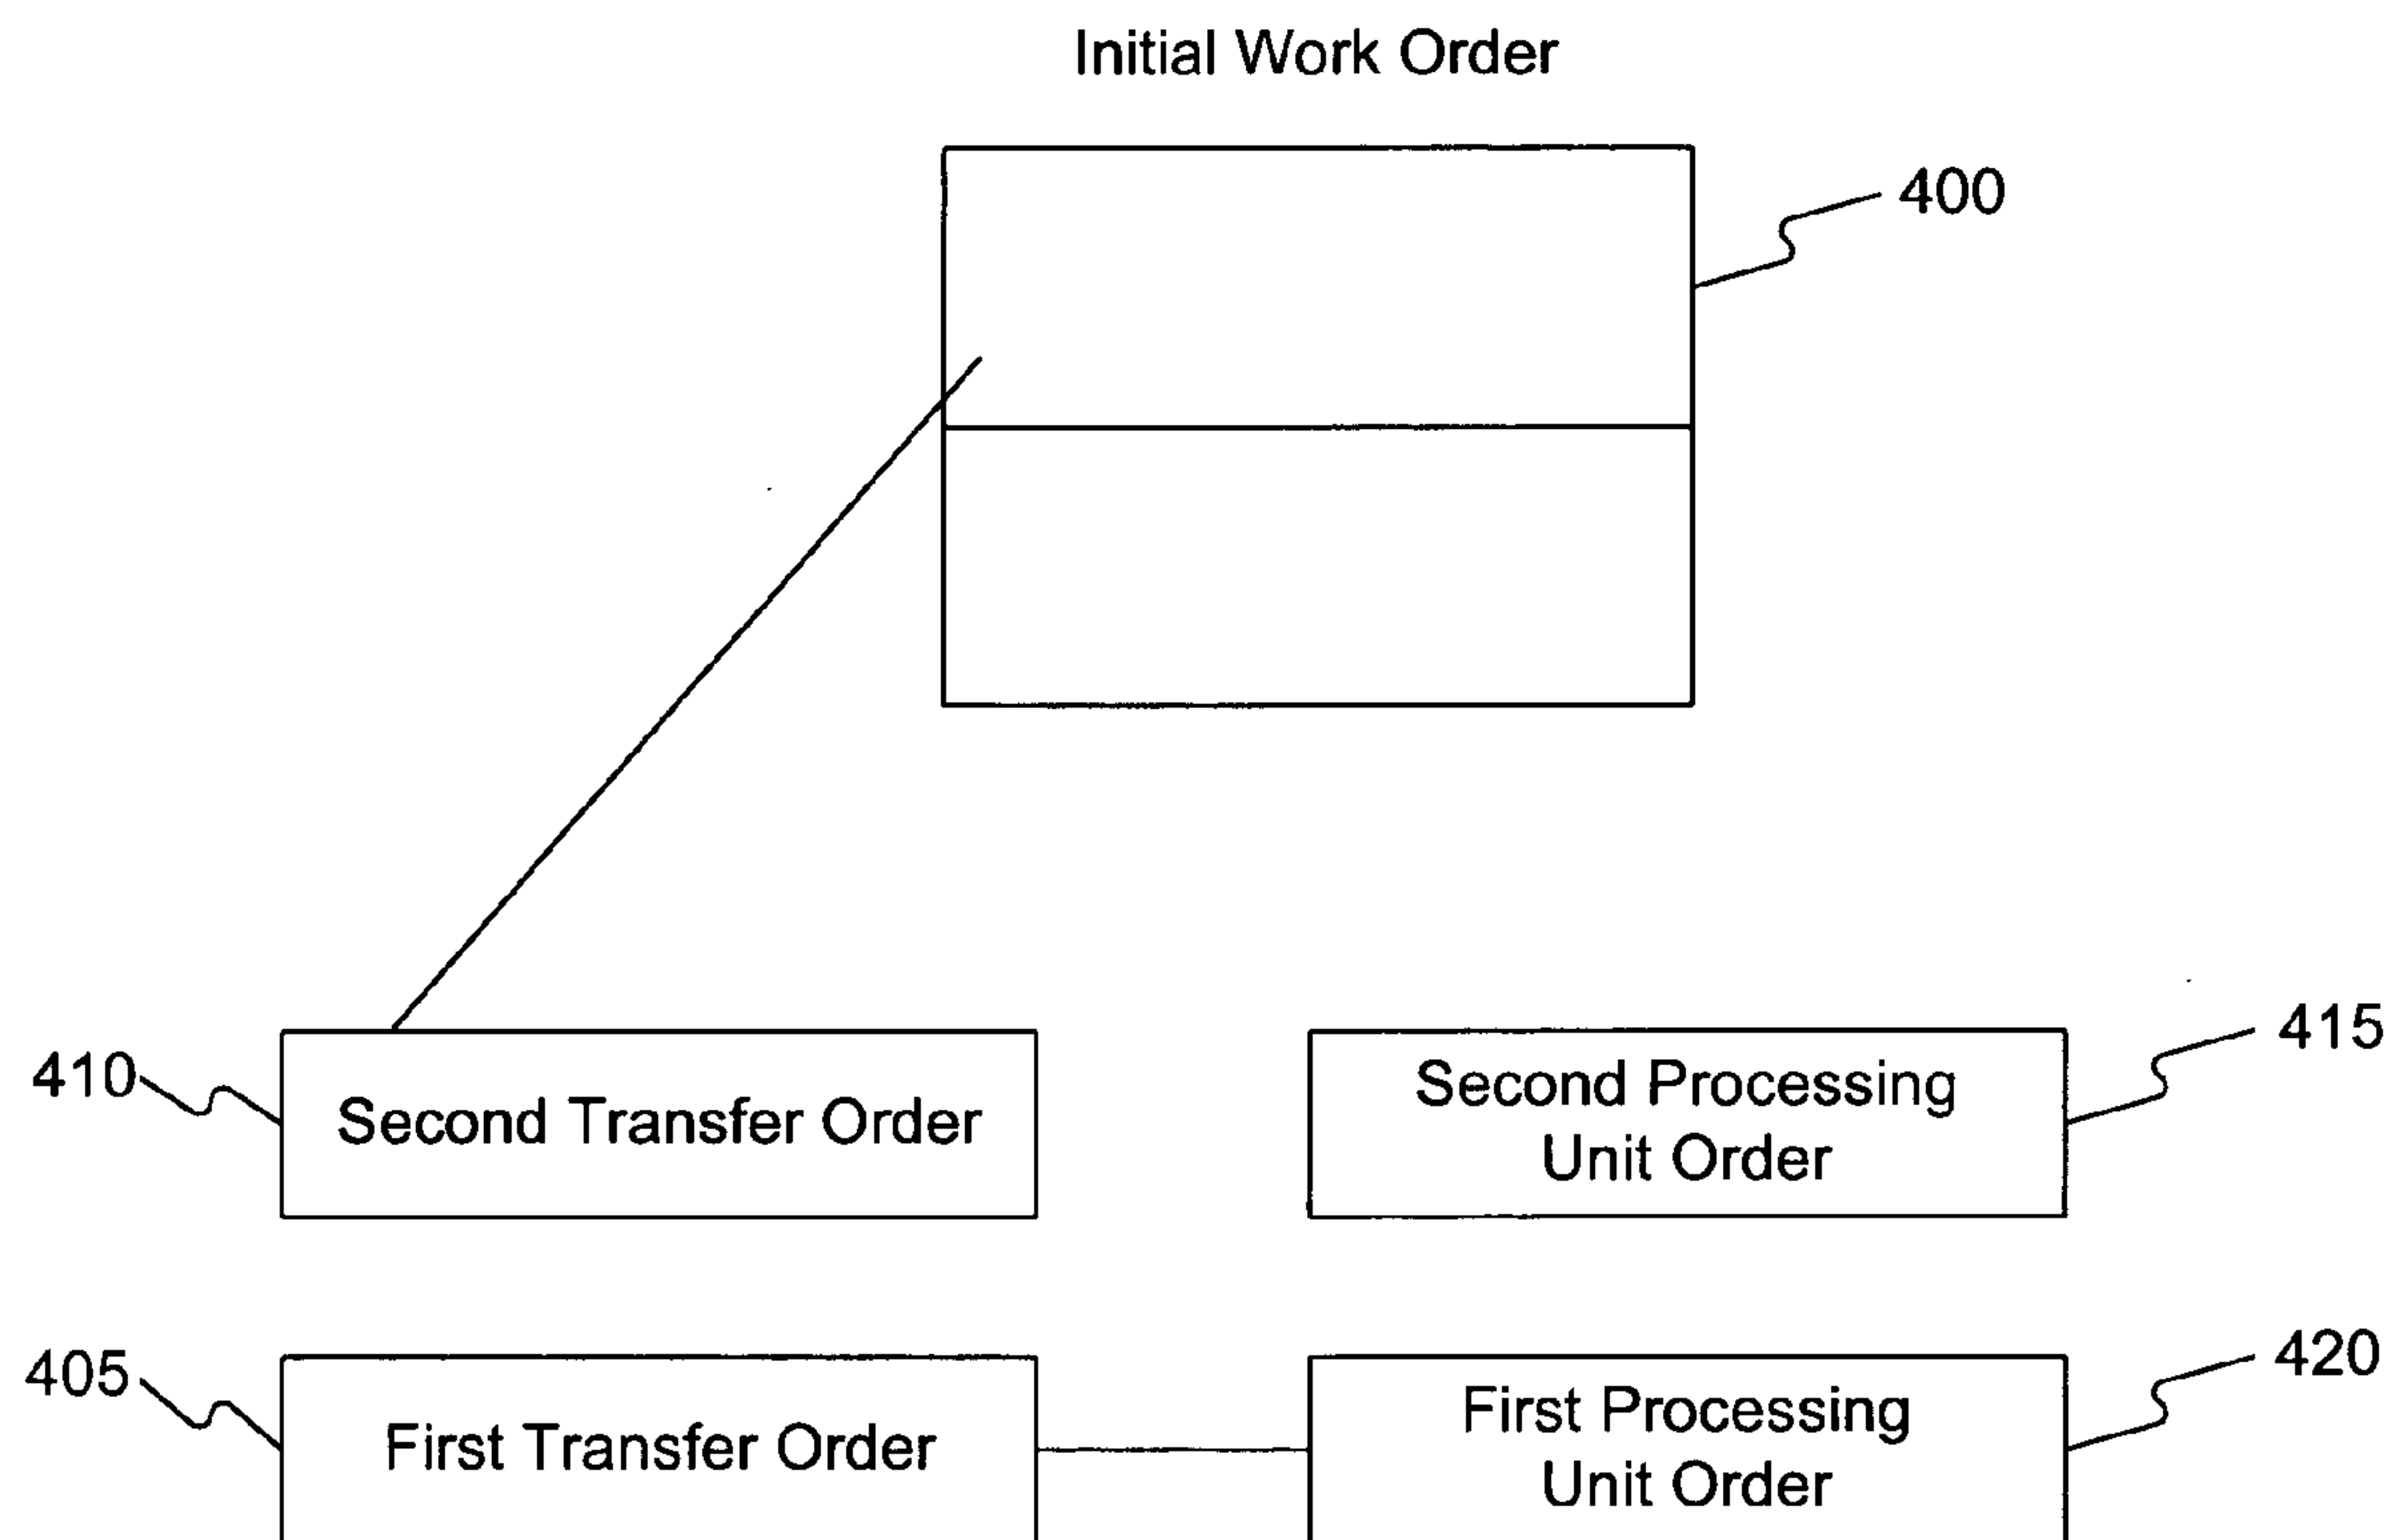 Initial Work Order
400
410
Second Transfer Order
Second Processing
Unit Order
415
405
First Transfer Order
First Processing
Unit Order
420